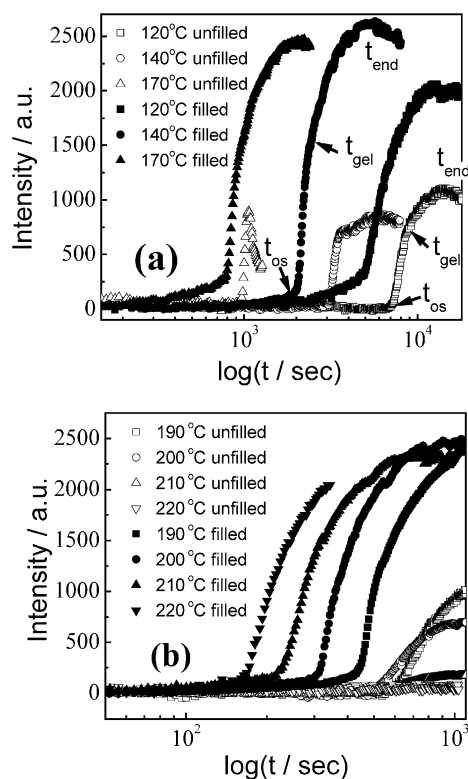 2500
2000
1500
1000
500
0
Intensity / a.u.
120°C unfilled
140°C unfilled
170°C unfilled
120°C filled
140°C filled
170°C filled
t_end
t_gel
t_end
t_gel
t_os
t_os
(a)
10^3
10^4
log(t / sec)
2500
2000
1500
1000
500
0
Intensity / a.u.
190 °C unfilled
200 °C unfilled
210 °C unfilled
220 °C unfilled
190 °C filled
200 °C filled
210 °C filled
220 °C filled
(b)
10^2
10^3
log(t / sec)